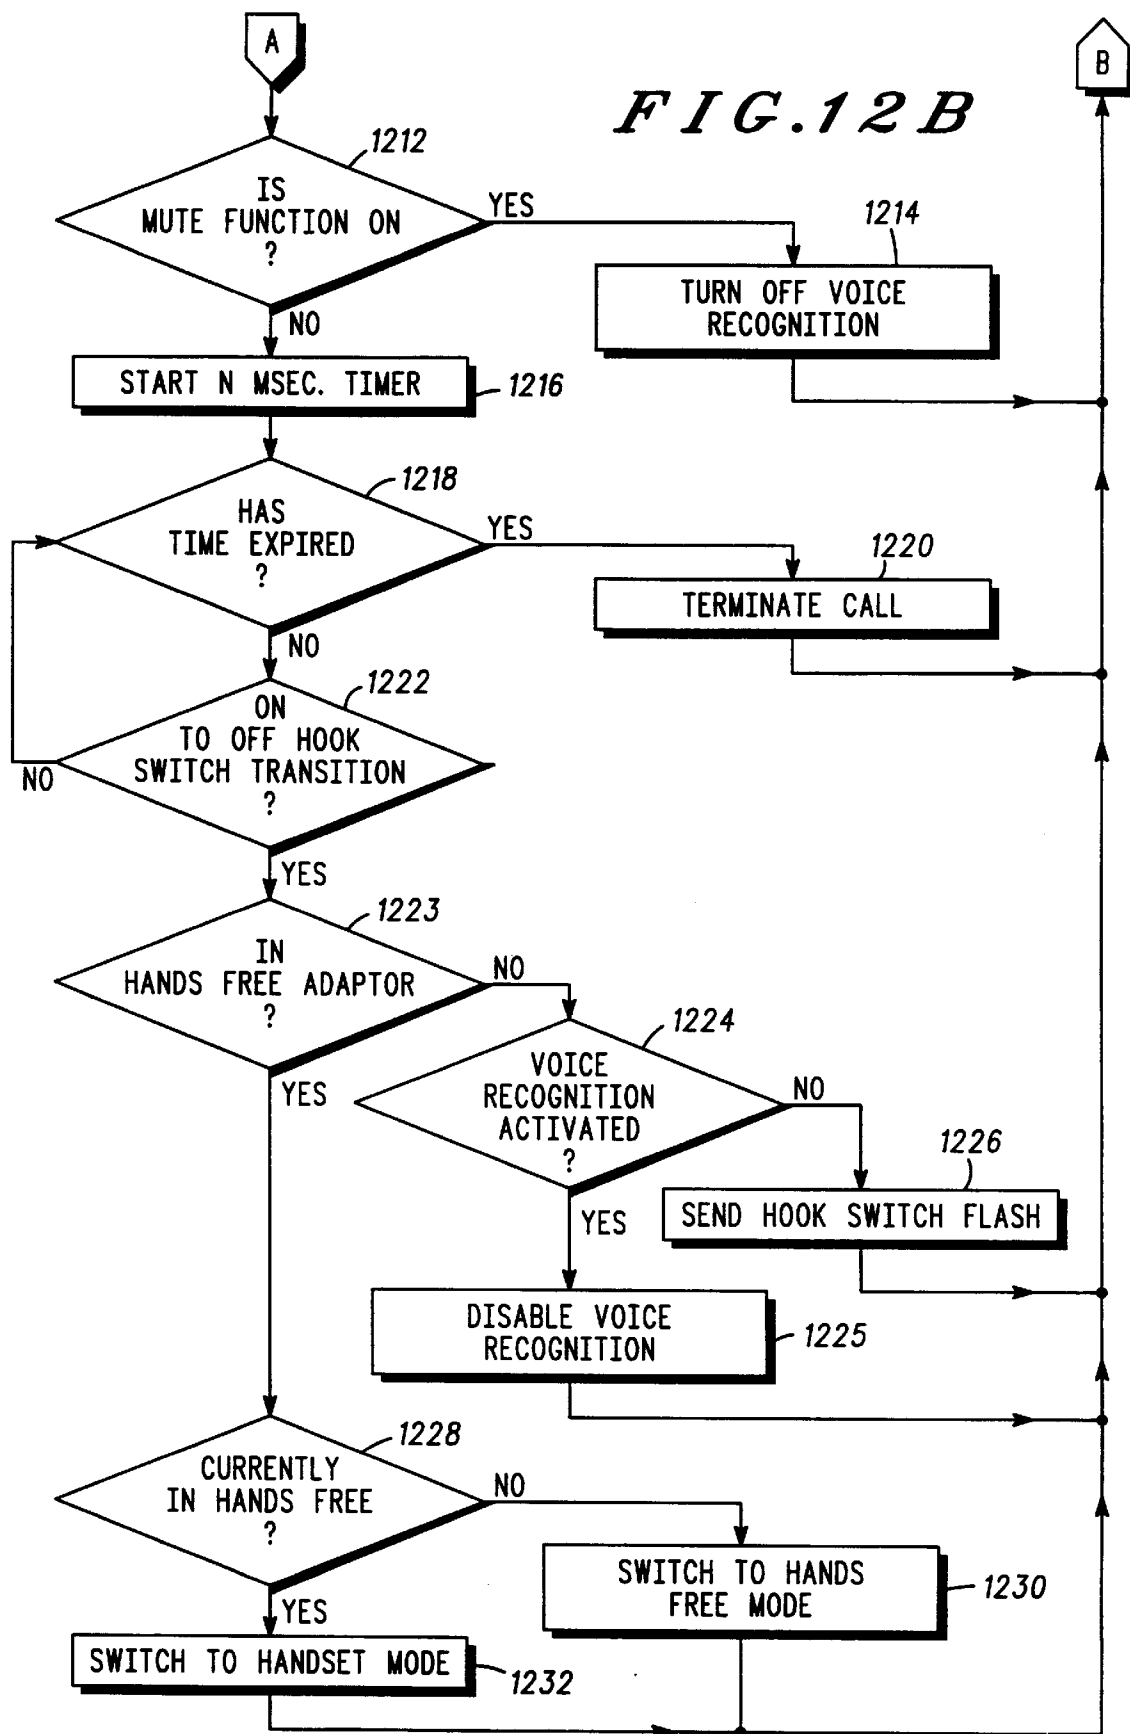 A
B
FIG.12B
1212
IS
MUTE FUNCTION ON
?
YES
1214
TURN OFF VOICE
RECOGNITION
NO
START N MSEC. TIMER
1216
1218
HAS
TIME EXPIRED
?
YES
1220
TERMINATE CALL
NO
1222
ON
TO OFF HOOK
SWITCH TRANSITION
?
NO
YES
1223
IN
HANDS FREE ADAPTOR
?
NO
YES
1224
VOICE
RECOGNITION
ACTIVATED
?
NO
1226
SEND HOOK SWITCH FLASH
YES
DISABLE VOICE
RECOGNITION
1225
1228
CURRENTLY
IN HANDS FREE
?
NO
SWITCH TO HANDS
FREE MODE
1230
YES
SWITCH TO HANDSET MODE
1232